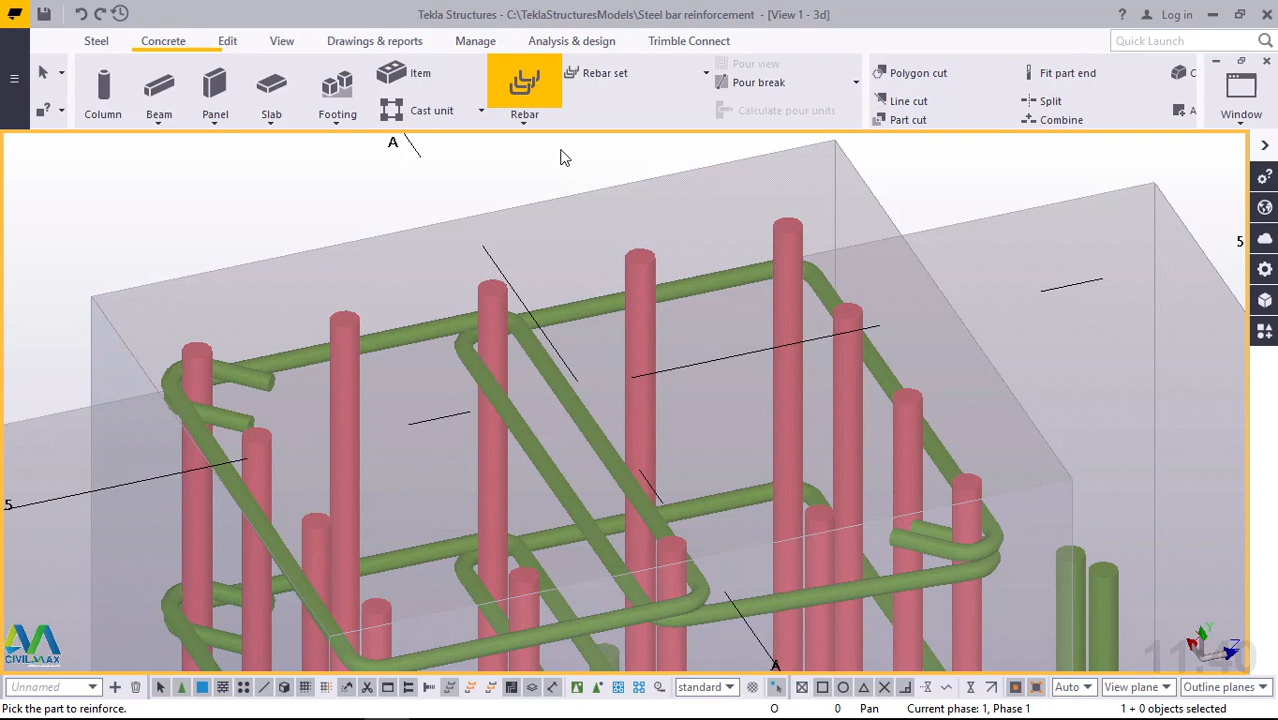 Tekla Structures - C:\TeklaStructuresModels\Steel bar reinforcement - [View 1 - 3d]
Log in
Steel Concrete Edit View Drawings & reports Manage Analysis & design Trimble Connect
Quick Launch
Column
Beam
Panel
Slab
Footing
Item
Cast unit
Rebar
Rebar set
Pour view
Pour break
Calculate pour units
Polygon cut
Line cut
Part cut
Fit part end
Split
Combine
C
A
Window
A
5
5
A
CIVILMAX
11:40
Unnamed
standard
Auto
View plane
Outline planes
Pick the part to reinforce.
O 0 Pan Current phase: 1, Phase 1 1 + 0 objects selected